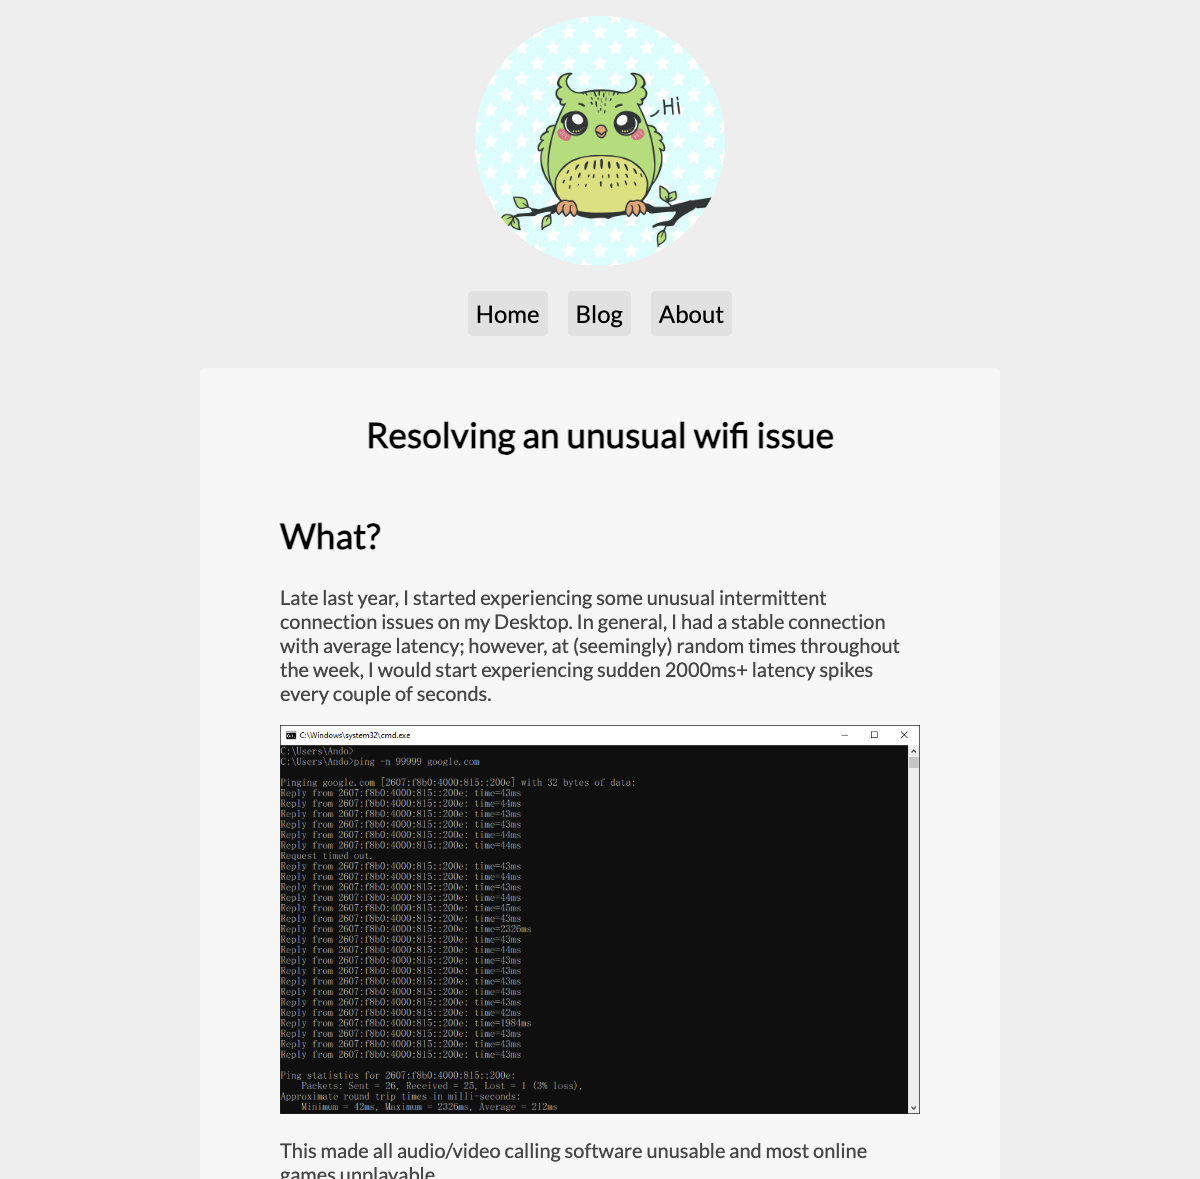 Hi
Home Blog About
Resolving an unusual wifi issue
What?
Late last year, I started experiencing some unusual intermittent
connection issues on my Desktop. In general, I had a stable connection
with average latency; however, at (seemingly) random times throughout
the week, I would start experiencing sudden 2000ms+ latency spikes
every couple of seconds.
C:\Windows\system32\cmd.exe
C:\Users\Ando>
C:\Users\Ando>ping -n 99999 google.com
Pinging google.com [2607:f8b0:4000:815::200e] with 32 bytes of data:
Reply from 2607:f8b0:4000:815::200e: time=43ms
Reply from 2607:f8b0:4000:815::200e: time=44ms
Reply from 2607:f8b0:4000:815::200e: time=43ms
Reply from 2607:f8b0:4000:815::200e: time=43ms
Reply from 2607:f8b0:4000:815::200e: time=44ms
Reply from 2607:f8b0:4000:815::200e: time=44ms
Request timed out.
Reply from 2607:f8b0:4000:815::200e: time=43ms
Reply from 2607:f8b0:4000:815::200e: time=44ms
Reply from 2607:f8b0:4000:815::200e: time=43ms
Reply from 2607:f8b0:4000:815::200e: time=44ms
Reply from 2607:f8b0:4000:815::200e: time=45ms
Reply from 2607:f8b0:4000:815::200e: time=43ms
Reply from 2607:f8b0:4000:815::200e: time=2326ms
Reply from 2607:f8b0:4000:815::200e: time=43ms
Reply from 2607:f8b0:4000:815::200e: time=44ms
Reply from 2607:f8b0:4000:815::200e: time=43ms
Reply from 2607:f8b0:4000:815::200e: time=43ms
Reply from 2607:f8b0:4000:815::200e: time=43ms
Reply from 2607:f8b0:4000:815::200e: time=43ms
Reply from 2607:f8b0:4000:815::200e: time=43ms
Reply from 2607:f8b0:4000:815::200e: time=42ms
Reply from 2607:f8b0:4000:815::200e: time=1984ms
Reply from 2607:f8b0:4000:815::200e: time=43ms
Reply from 2607:f8b0:4000:815::200e: time=43ms
Reply from 2607:f8b0:4000:815::200e: time=43ms
Ping statistics for 2607:f8b0:4000:815::200e:
Packets: Sent = 26, Received = 25, Lost = 1 (3% loss),
Approximate round trip times in milli-seconds:
Minimum = 42ms, Maximum = 2326ms, Average = 212ms
This made all audio/video calling software unusable and most online
games unplayable